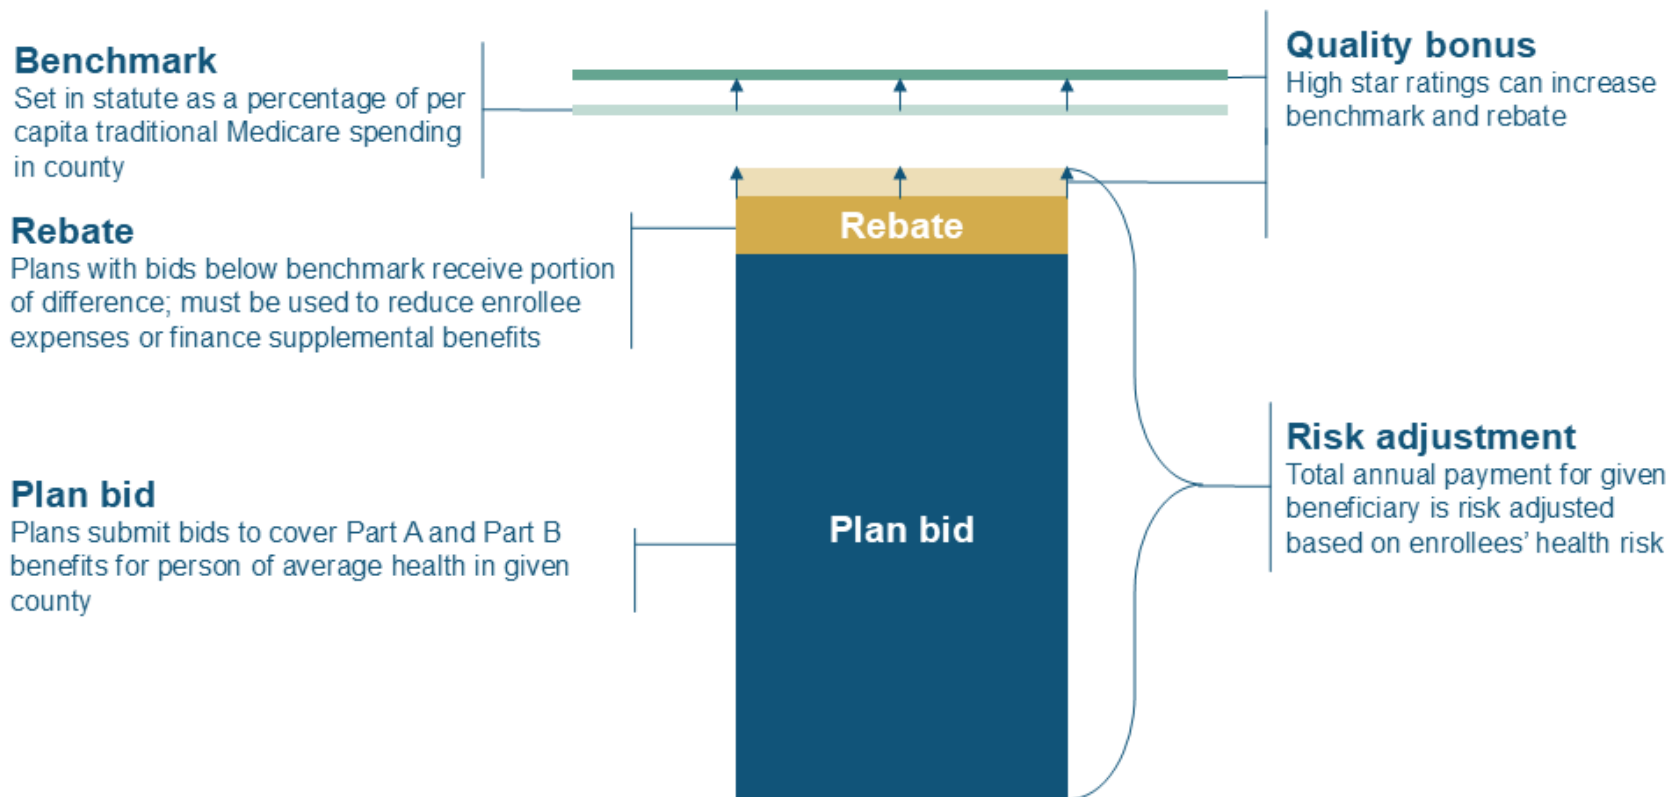 Benchmark
Set in statute as a percentage of per
capita traditional Medicare spending
in county
Quality bonus
High star ratings can increase
benchmark and rebate
Rebate
Plans with bids below benchmark receive portion
of difference; must be used to reduce enrollee
expenses or finance supplemental benefits
Rebate
Plan bid
Plans submit bids to cover Part A and Part B
benefits for person of average health in given
county
Plan bid
Risk adjustment
Total annual payment for given
beneficiary is risk adjusted
based on enrollees’ health risk